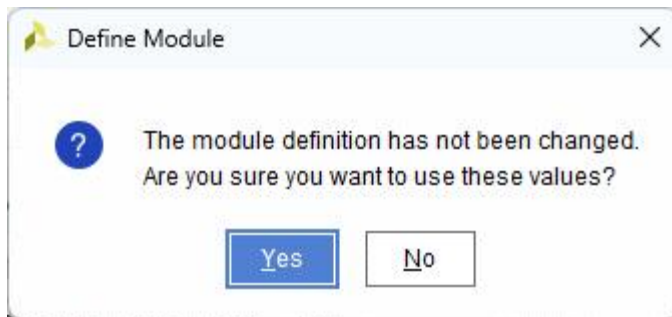 Define Module
The module definition has not been changed.
Are you sure you want to use these values?
Yes
No